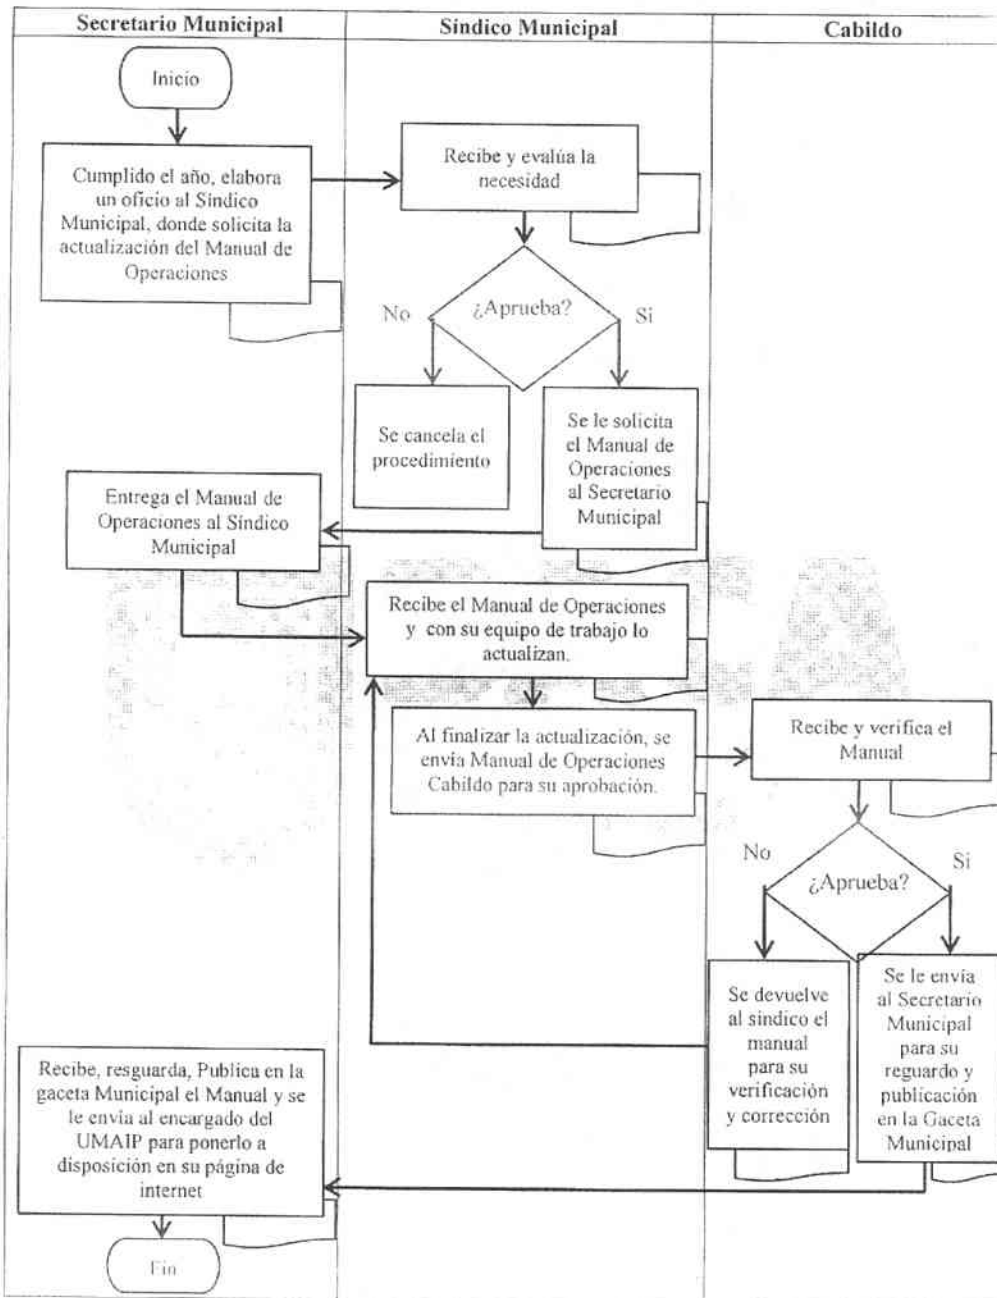 Secretario Municipal
Síndico Municipal
Cabildo
Inicio
Cumplido el año, elabora
un oficio al Síndico
Municipal, donde solicita la
actualización del Manual de
Operaciones
Recibe y evalúa la
necesidad
¿Aprueba?
No
Si
Se cancela el
procedimiento
Se le solicita
el Manual de
Operaciones
al Secretario
Municipal
Entrega el Manual de
Operaciones al Síndico
Municipal
Recibe el Manual de Operaciones
y con su equipo de trabajo lo
actualizan.
Al finalizar la actualización, se
envía Manual de Operaciones
Cabildo para su aprobación.
Recibe y verifica el
Manual
¿Aprueba?
No
Si
Se devuelve
al síndico el
manual
para su
verificación
y corrección
Se le envía
al Secretario
Municipal
para su
reguardo y
publicación
en la Gaceta
Municipal
Recibe, resguarda, Publica en la
gaceta Municipal el Manual y se
le envía al encargado del
UMAIP para ponerlo a
disposición en su página de
internet
Fin